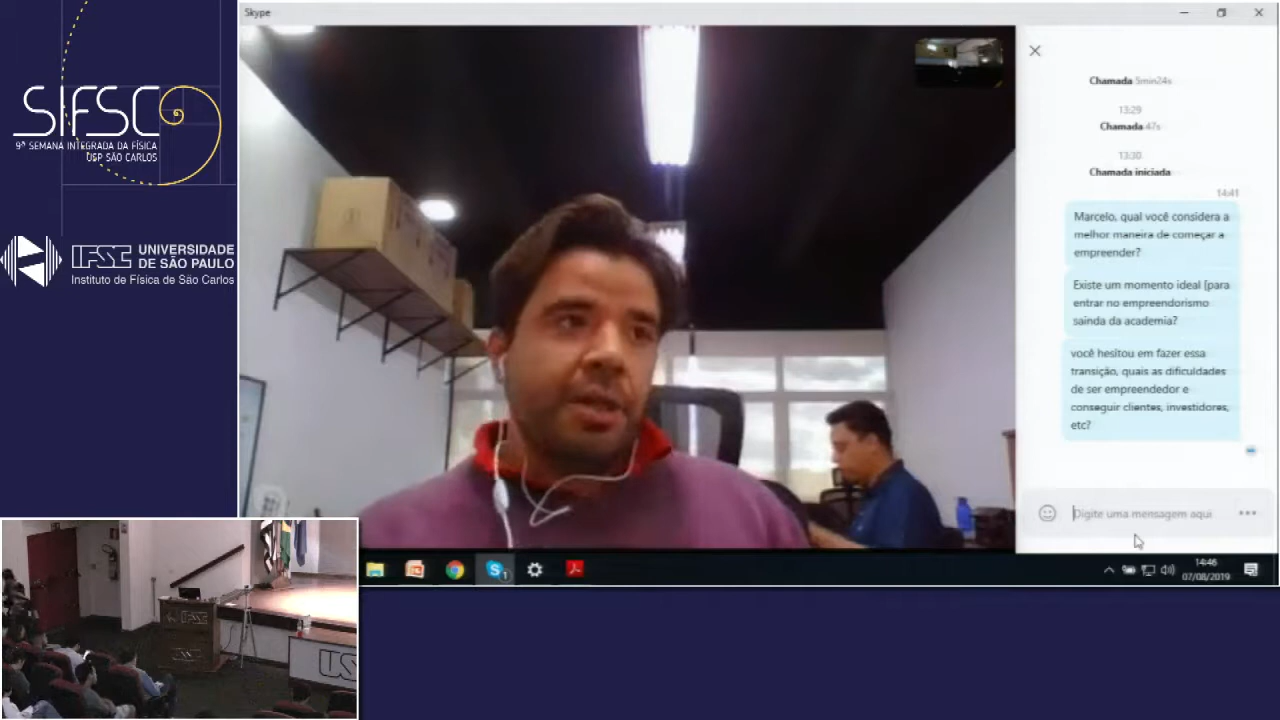 SIFSC
9ª SEMANA INTEGRADA DA FÍSICA
USP SÃO CARLOS
IFSC
UNIVERSIDADE
DE SÃO PAULO
Instituto de Física de São Carlos
Skype
Chamada 5min24s
13:29
Chamada 47s
13:30
Chamada iniciada
14:41
Marcelo, qual você considera a
melhor maneira de começar a
empreender?
Existe um momento ideal [para
entrar no empreendorismo
sainda da academia?
você hesitou em fazer essa
transição, quais as dificuldades
de ser empreendedor e
conseguir clientes, investidores,
etc?
Digite uma mensagem aqui
14:46
07/08/2019
IFSC